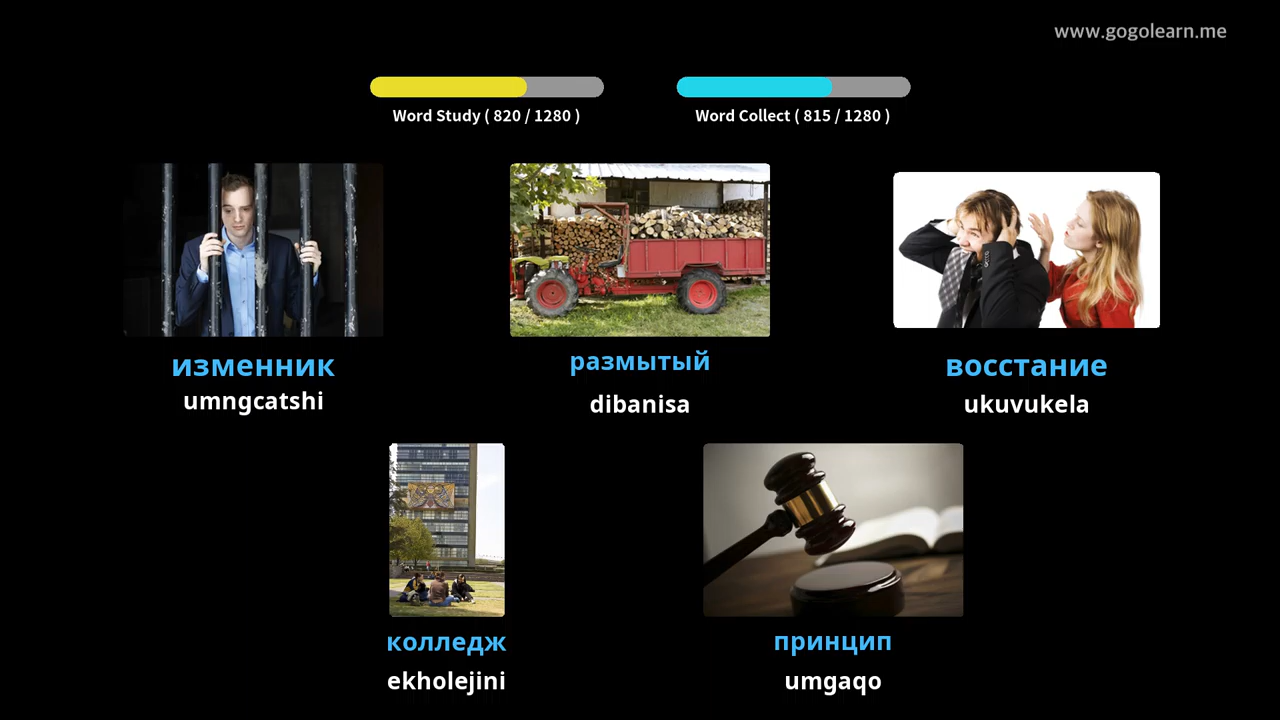 www.gogolearn.me
Word Study ( 820 / 1280 )
Word Collect ( 815 / 1280 )
изменник
umngcatshi
размытый
dibanisa
восстание
ukuvukela
колледж
ekholejini
принцип
umgaqo